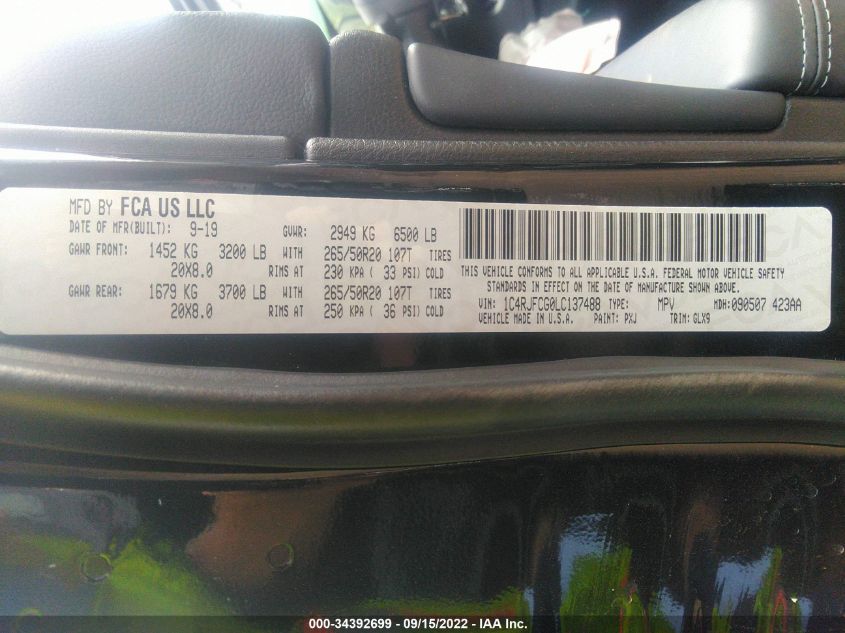 MFD BY FCA US LLC
DATE OF MFR(BUILT): 9-19 GVWR: 2949 KG 6500 LB
GAWR FRONT: 1452 KG 3200 LB WITH 265/50R20 107T TIRES
20X8.0 RIMS AT 230 KPA ( 33 PSI) COLD
GAWR REAR: 1679 KG 3700 LB WITH 265/50R20 107T TIRES
20X8.0 RIMS AT 250 KPA ( 36 PSI) COLD
THIS VEHICLE CONFORMS TO ALL APPLICABLE U.S.A. FEDERAL MOTOR VEHICLE SAFETY
STANDARDS IN EFFECT ON THE DATE OF MANUFACTURE SHOWN ABOVE.
VIN: 1C4RJFCG0LC137488 TYPE: MPV MDH: 090507 423AA
VEHICLE MADE IN U.S.A. PAINT: PXJ TRIM: GLX9
000-34392699 - 09/15/2022 - IAA Inc.